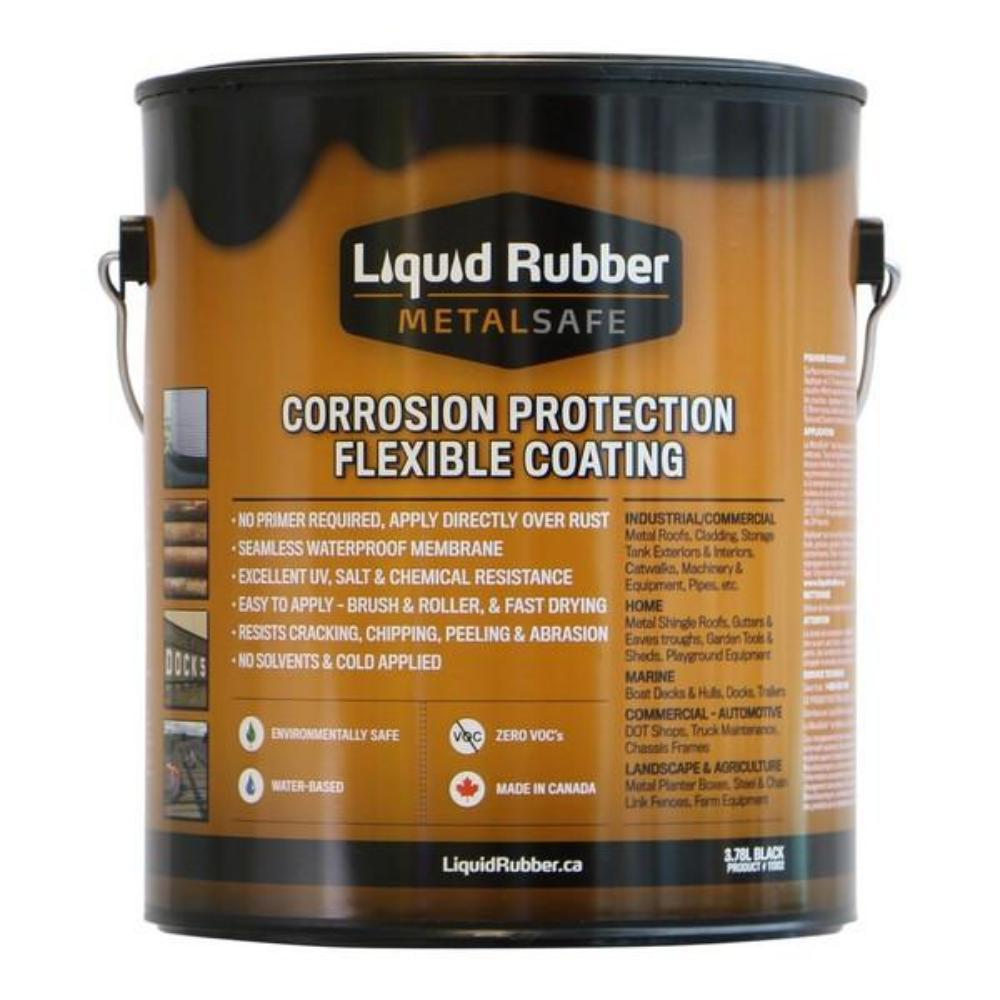 Liquid Rubber
METALSAFE
CORROSION PROTECTION
FLEXIBLE COATING
• NO PRIMER REQUIRED, APPLY DIRECTLY OVER RUST
• SEAMLESS WATERPROOF MEMBRANE
• EXCELLENT UV, SALT & CHEMICAL RESISTANCE
• EASY TO APPLY - BRUSH & ROLLER, & FAST DRYING
• RESISTS CRACKING, CHIPPING, PEELING & ABRASION
• NO SOLVENTS & COLD APPLIED
INDUSTRIAL/COMMERCIAL
Metal Roofs, Cladding, Storage
Tank Exteriors & Interiors,
Catwalks, Machinery &
Equipment, Pipes, etc.
HOME
Metal Shingle Roofs, Gutters &
Eaves troughs, Garden Tools &
Sheds, Playground Equipment
MARINE
Boat Decks & Hulls, Docks, Trailers
COMMERCIAL - AUTOMOTIVE
DOT Shops, Truck Maintenance,
Chassis Frames
LANDSCAPE & AGRICULTURE
Metal Planter Boxes, Steel & Chain
Link Fences, Farm Equipment
DOCKS
ENVIRONMENTALLY SAFE
VOC
ZERO VOC's
WATER-BASED
MADE IN CANADA
LiquidRubber.ca
3.78L BLACK
PRODUCT #